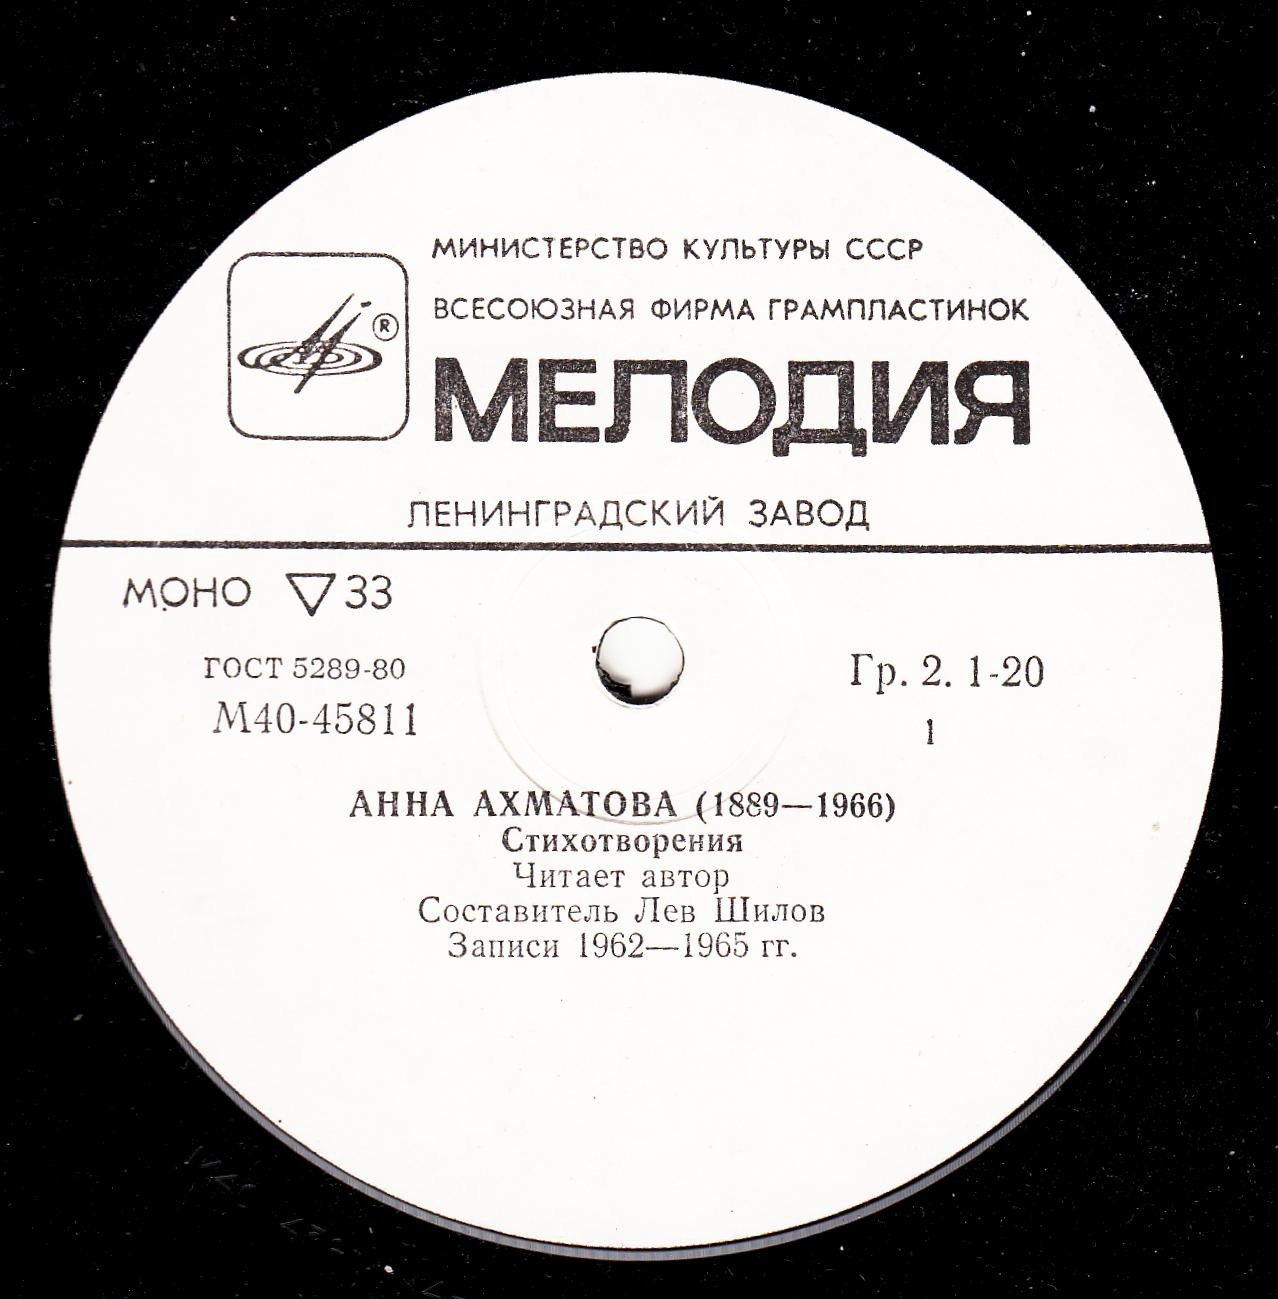 МИНИСТЕРСТВО КУЛЬТУРЫ СССР
ВСЕСОЮЗНАЯ ФИРМА ГРАМПЛАСТИНОК
®
МЕЛОДИЯ
ЛЕНИНГРАДСКИЙ ЗАВОД
МОНО ▽33
ГОСТ 5289-80
Гр. 2. 1-20
М40-45811
1
АННА АХМАТОВА (1889—1966)
Стихотворения
Читает автор
Составитель Лев Шилов
Записи 1962—1965 гг.